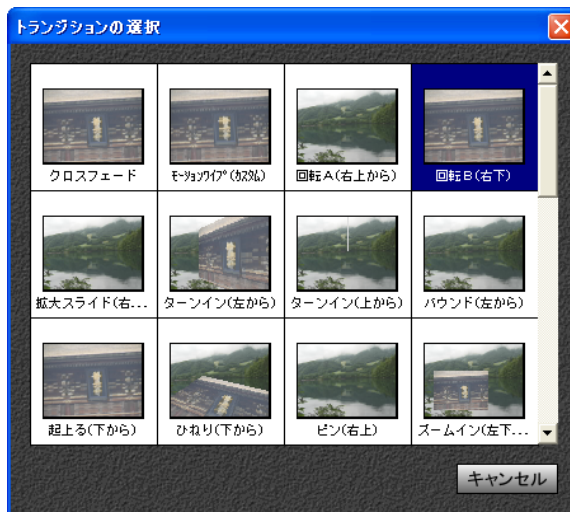 トランジションの選択
クロスフェード
ﾓｰｼｮﾝﾜｲﾌﾟ(ｶｽﾀﾑ)
回転A(右上から)
回転B(右下)
拡大スライド(右...
ターンイン(左から)
ターンイン(上から)
バウンド(左から)
起上る(下から)
ひねり(下から)
ピン(右上)
ズームイン(左下...
キャンセル